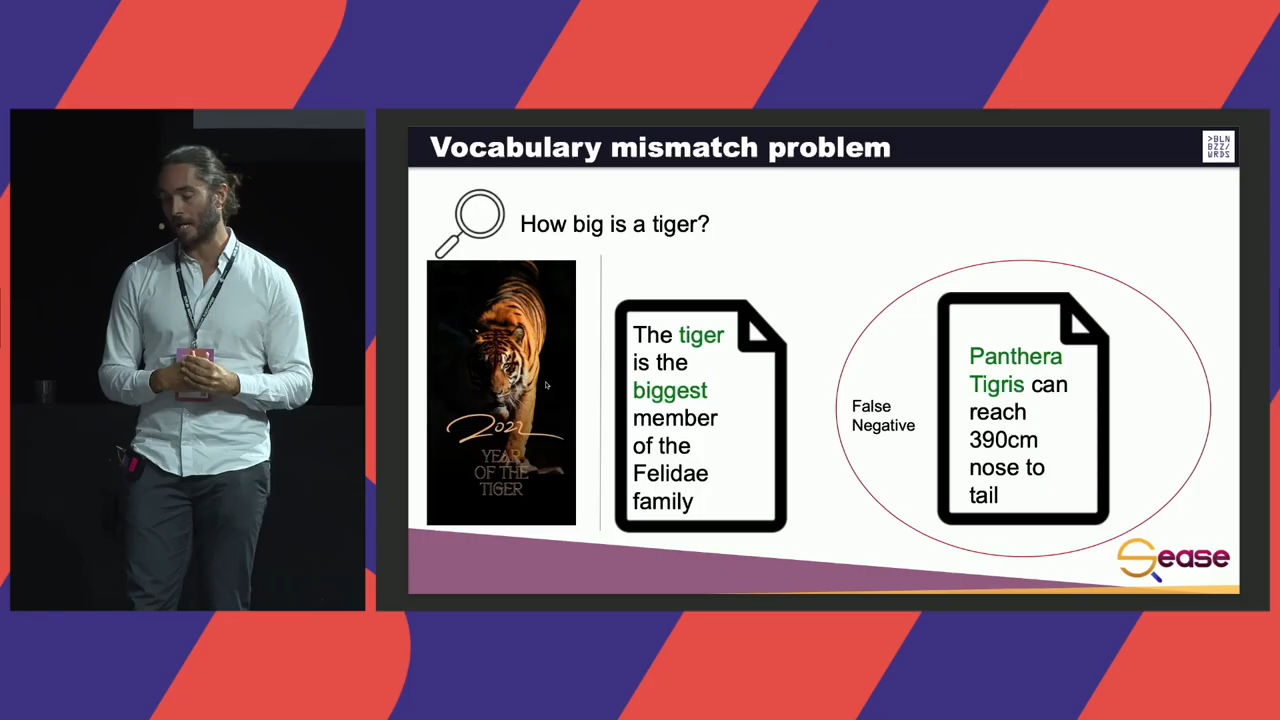 Vocabulary mismatch problem
>BLN
BZZ/
WRDS
How big is a tiger?
2022
YEAR
OF THE
TIGER
The tiger
is the
biggest
member
of the
Felidae
family
False
Negative
Panthera
Tigris can
reach
390cm
nose to
tail
Sease